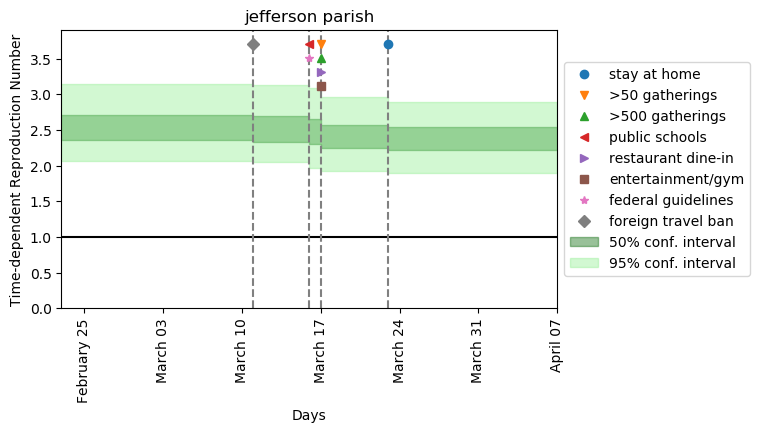 jefferson parish
Time-dependent Reproduction Number
3.5
3.0
2.5
2.0
1.5
1.0
0.5
0.0
February 25
March 03
March 10
March 17
March 24
March 31
April 07
Days
stay at home
>50 gatherings
>500 gatherings
public schools
restaurant dine-in
entertainment/gym
federal guidelines
foreign travel ban
50% conf. interval
95% conf. interval